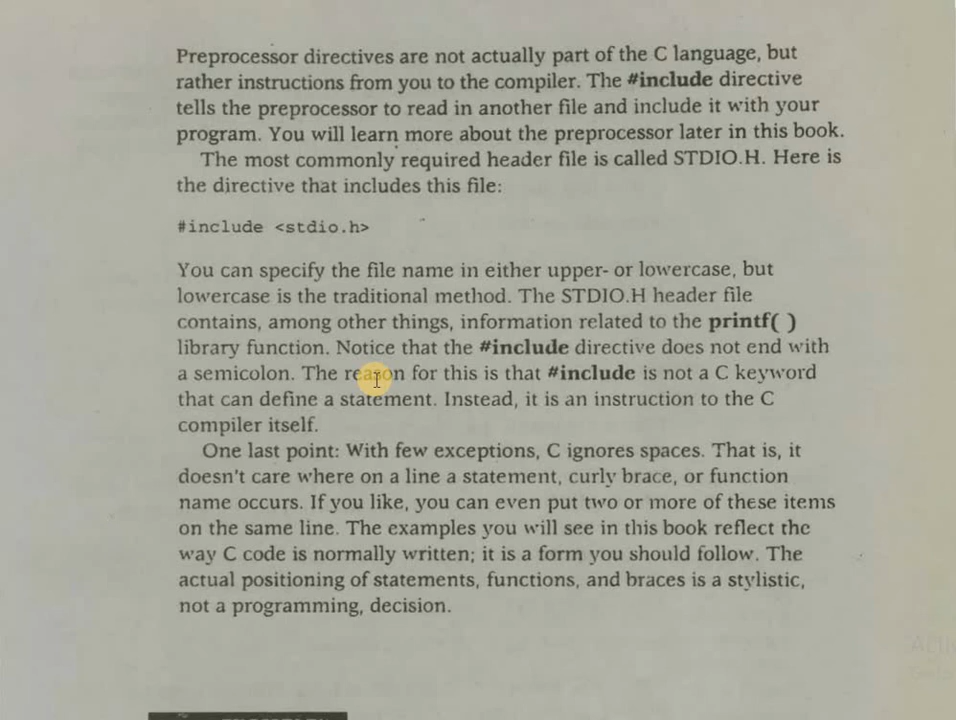 Preprocessor directives are not actually part of the C language, but
rather instructions from you to the compiler. The #include directive
tells the preprocessor to read in another file and include it with your
program. You will learn more about the preprocessor later in this book.
The most commonly required header file is called STDIO.H. Here is
the directive that includes this file:
#include <stdio.h>
You can specify the file name in either upper- or lowercase, but
lowercase is the traditional method. The STDIO.H header file
contains, among other things, information related to the printf( )
library function. Notice that the #include directive does not end with
a semicolon. The reason for this is that #include is not a C keyword
that can define a statement. Instead, it is an instruction to the C
compiler itself.
One last point: With few exceptions, C ignores spaces. That is, it
doesn't care where on a line a statement, curly brace, or function
name occurs. If you like, you can even put two or more of these items
on the same line. The examples you will see in this book reflect the
way C code is normally written; it is a form you should follow. The
actual positioning of statements, functions, and braces is a stylistic,
not a programming, decision.